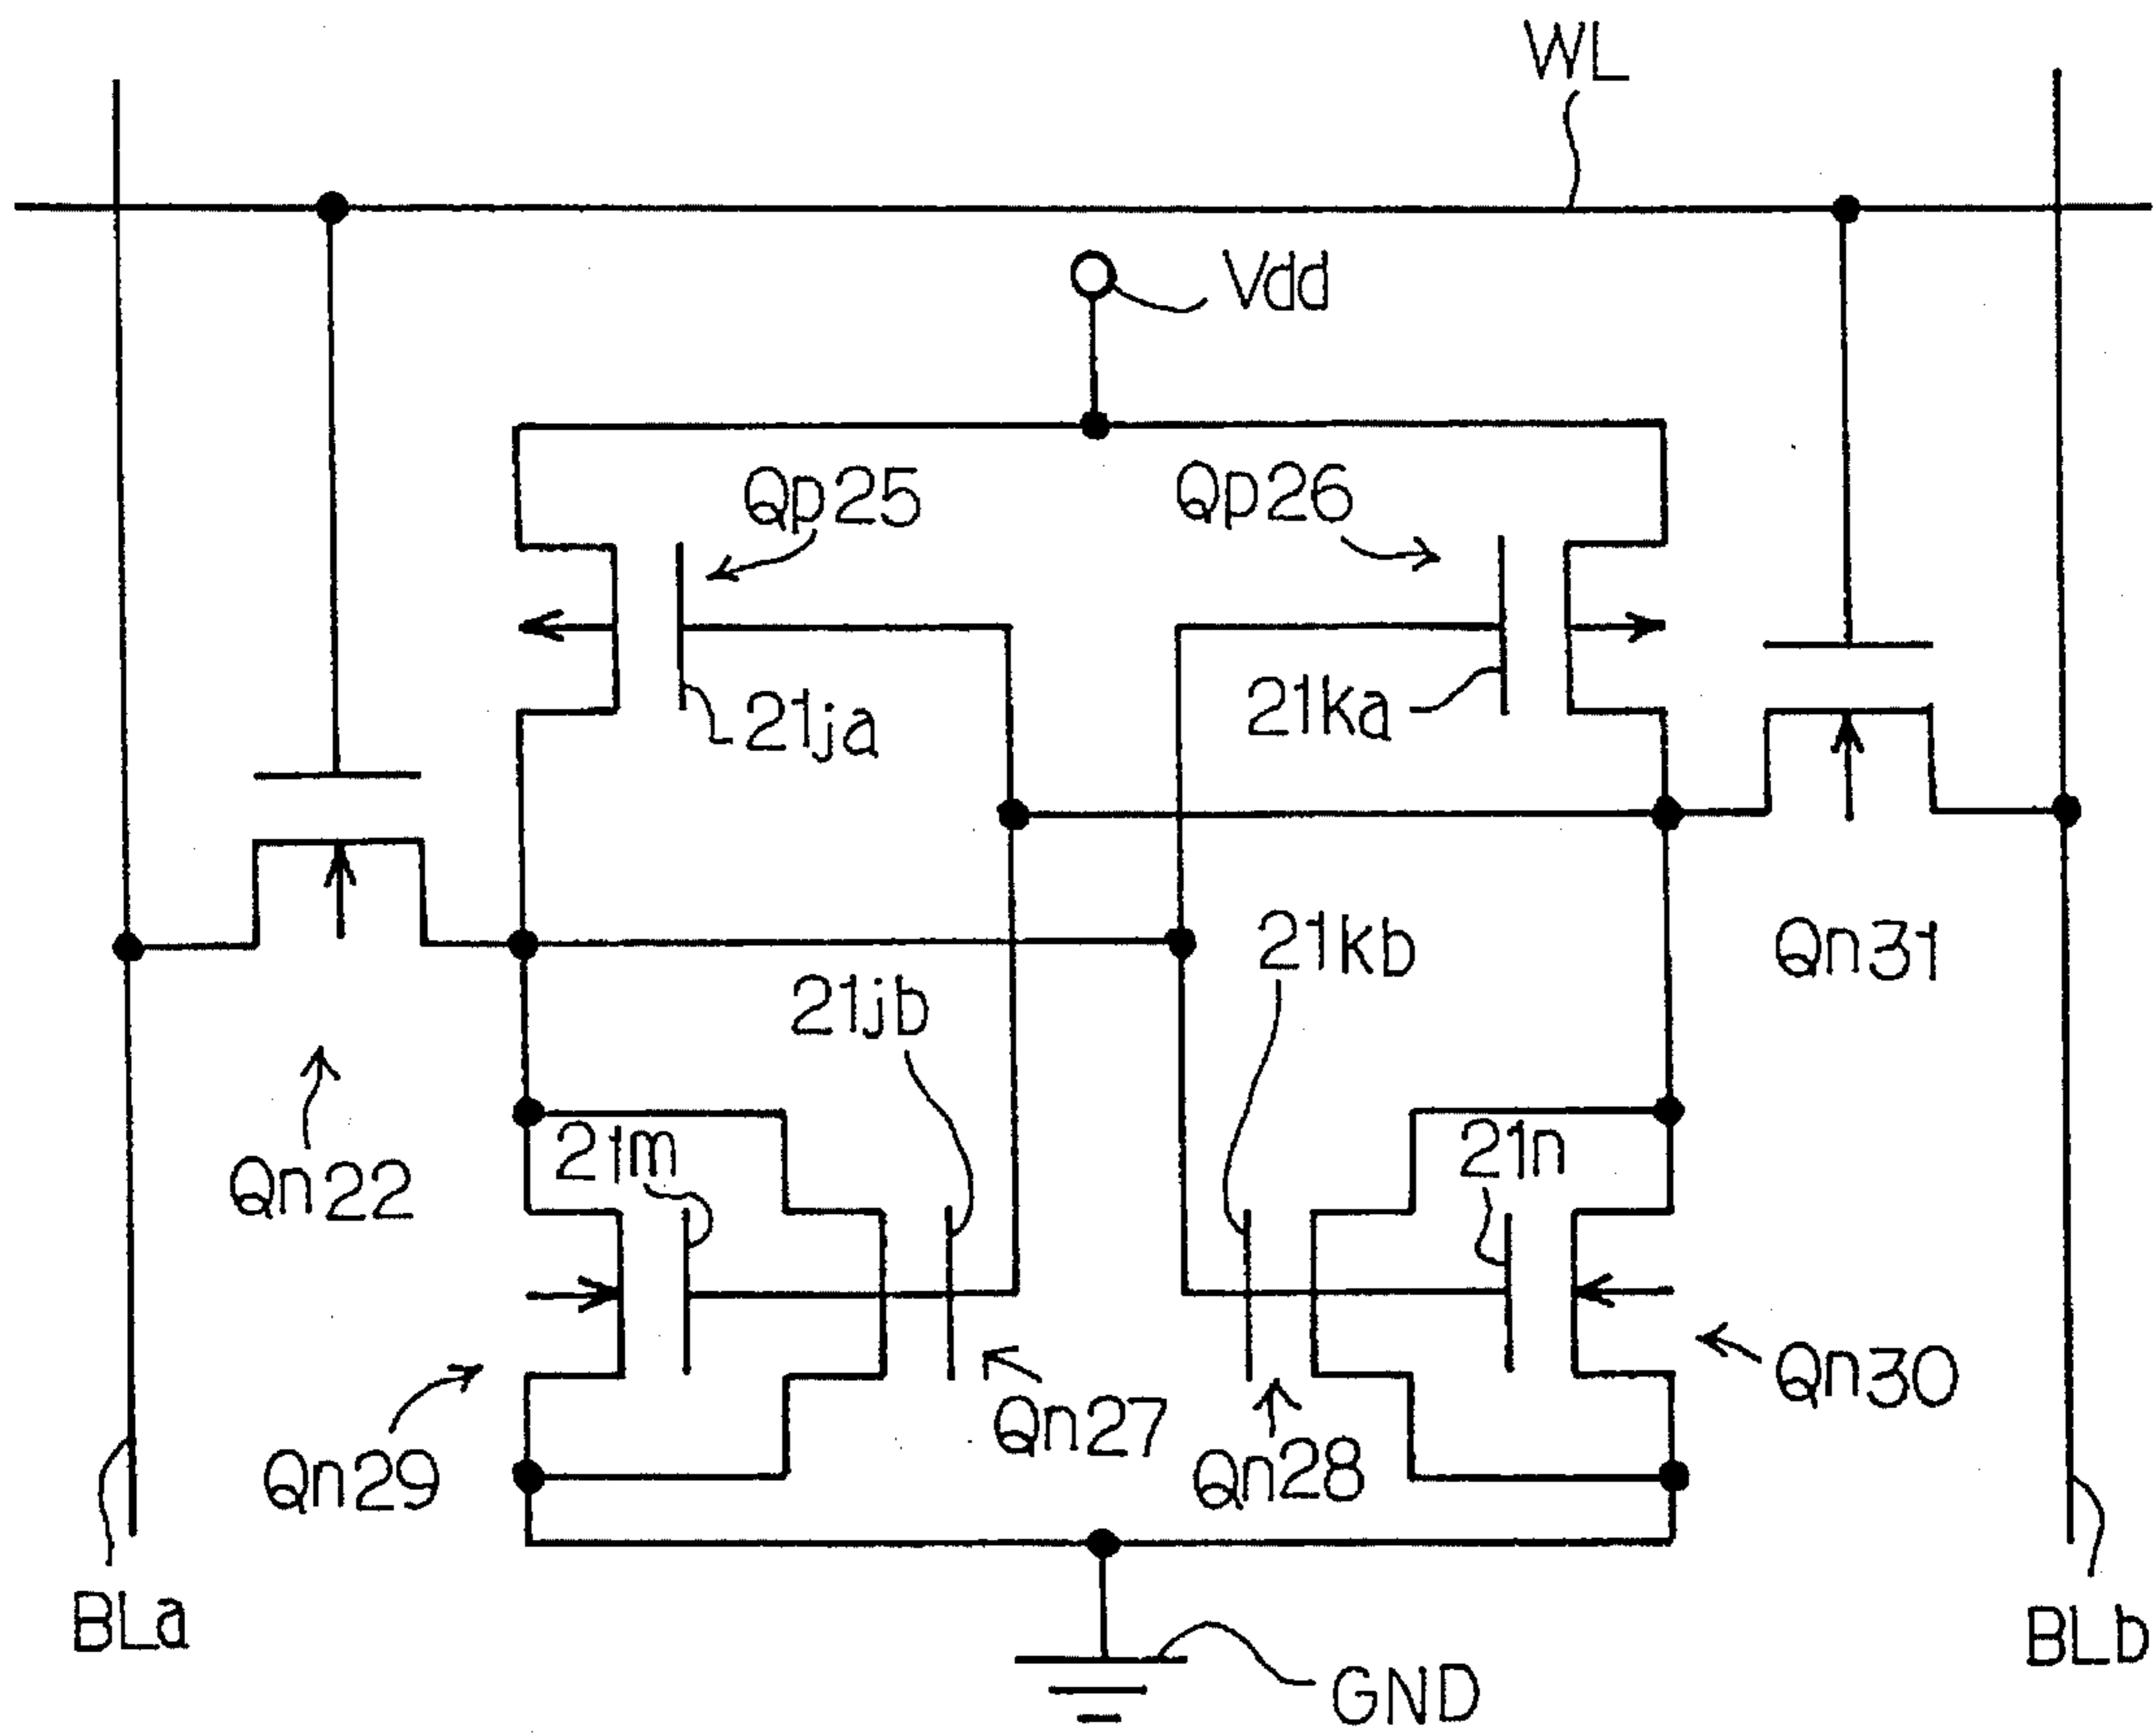 WL
Vdd
Qp25
Qp26
21ja
21ka
21kb
Qn31
21jb
21m
21n
Qn22
Qn30
Qn27
Qn29
Qn28
BLa
BLb
GND